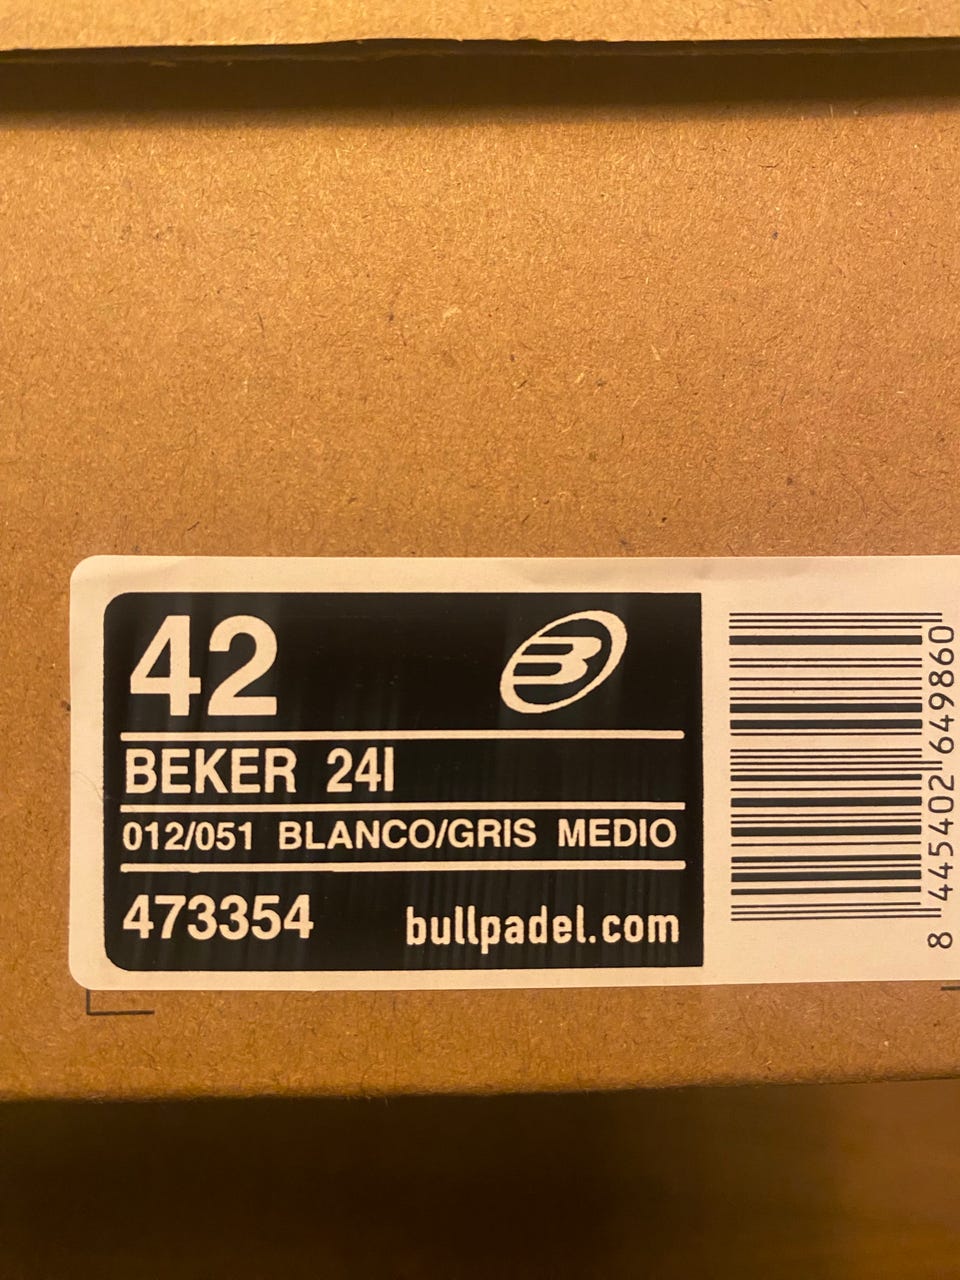 42
BEKER 24I
012/051 BLANCO/GRIS MEDIO
473354 bullpadel.com
8 445402 649860